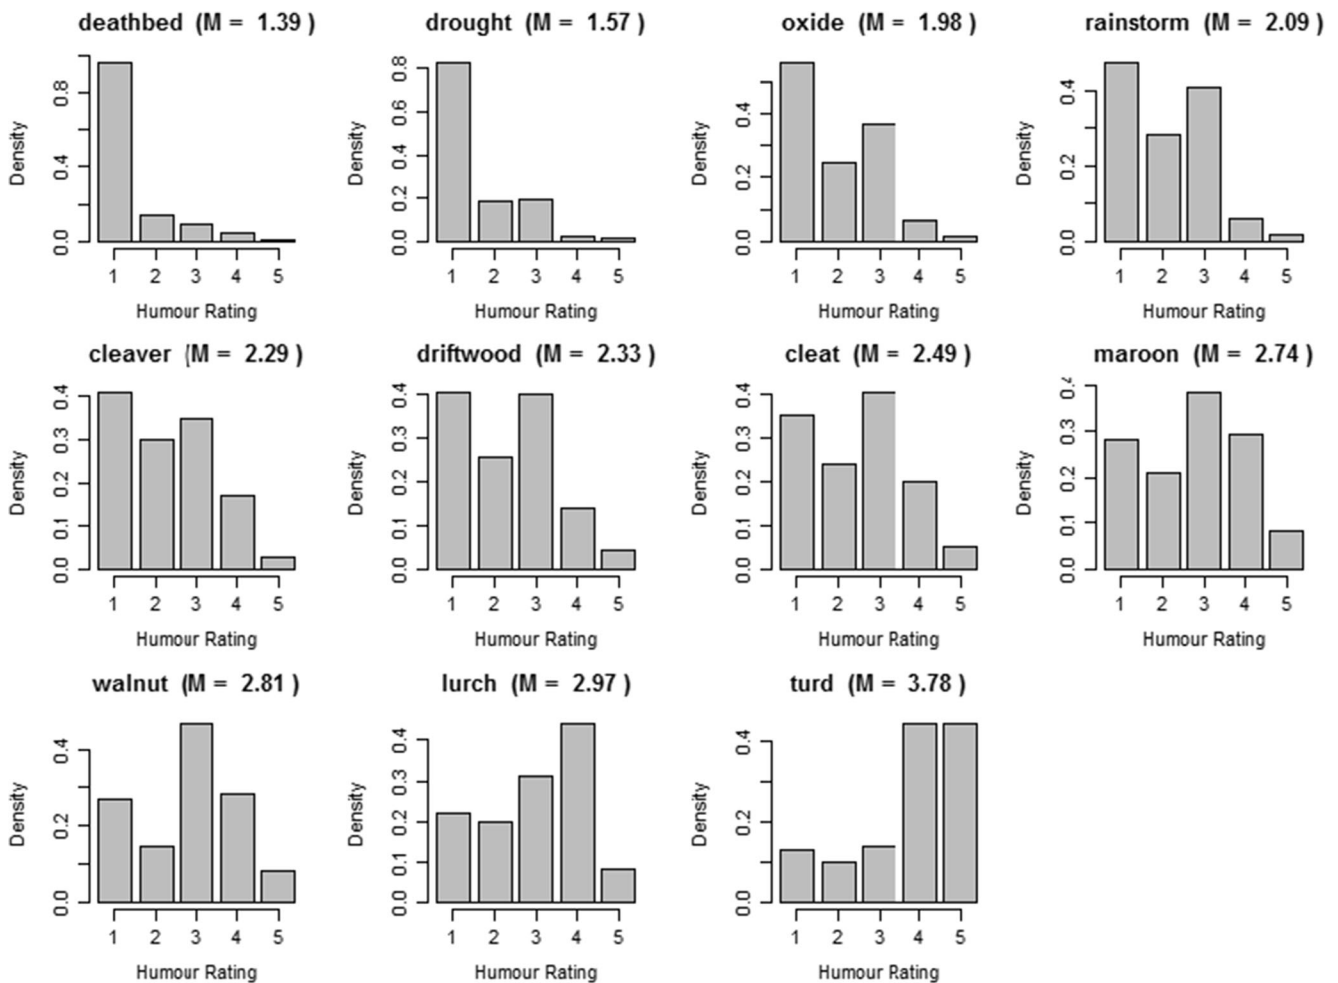 deathbed (M = 1.39 )
drought (M = 1.57 )
oxide (M = 1.98 )
rainstorm (M = 2.09 )
Density
0.0 0.4 0.8
1 2 3 4 5
Humour Rating
Density
0.0 0.2 0.4 0.6 0.8
1 2 3 4 5
Humour Rating
Density
0.0 0.2 0.4
1 2 3 4 5
Humour Rating
Density
0.0 0.2 0.4
1 2 3 4 5
Humour Rating
cleaver (M = 2.29 )
driftwood (M = 2.33 )
cleat (M = 2.49 )
maroon (M = 2.74 )
Density
0.0 0.1 0.2 0.3 0.4
1 2 3 4 5
Humour Rating
Density
0.0 0.1 0.2 0.3 0.4
1 2 3 4 5
Humour Rating
Density
0.0 0.1 0.2 0.3 0.4
1 2 3 4 5
Humour Rating
Density
0.0 0.1 0.2 0.3
1 2 3 4 5
Humour Rating
walnut (M = 2.81 )
lurch (M = 2.97 )
turd (M = 3.78 )
Density
0.0 0.2 0.4
1 2 3 4 5
Humour Rating
Density
0.0 0.1 0.2 0.3 0.4
1 2 3 4 5
Humour Rating
Density
0.0 0.2 0.4
1 2 3 4 5
Humour Rating